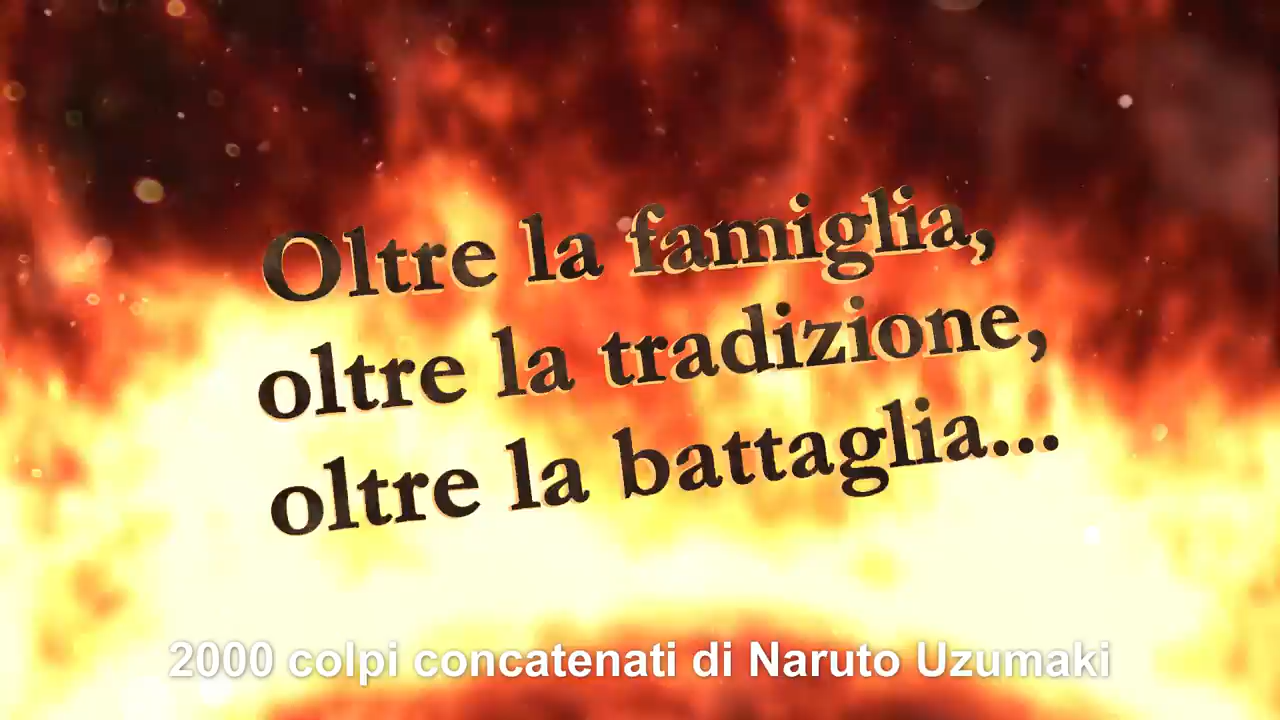 Oltre la famiglia,
oltre la tradizione,
oltre la battaglia...
2000 colpi concatenati di Naruto Uzumaki